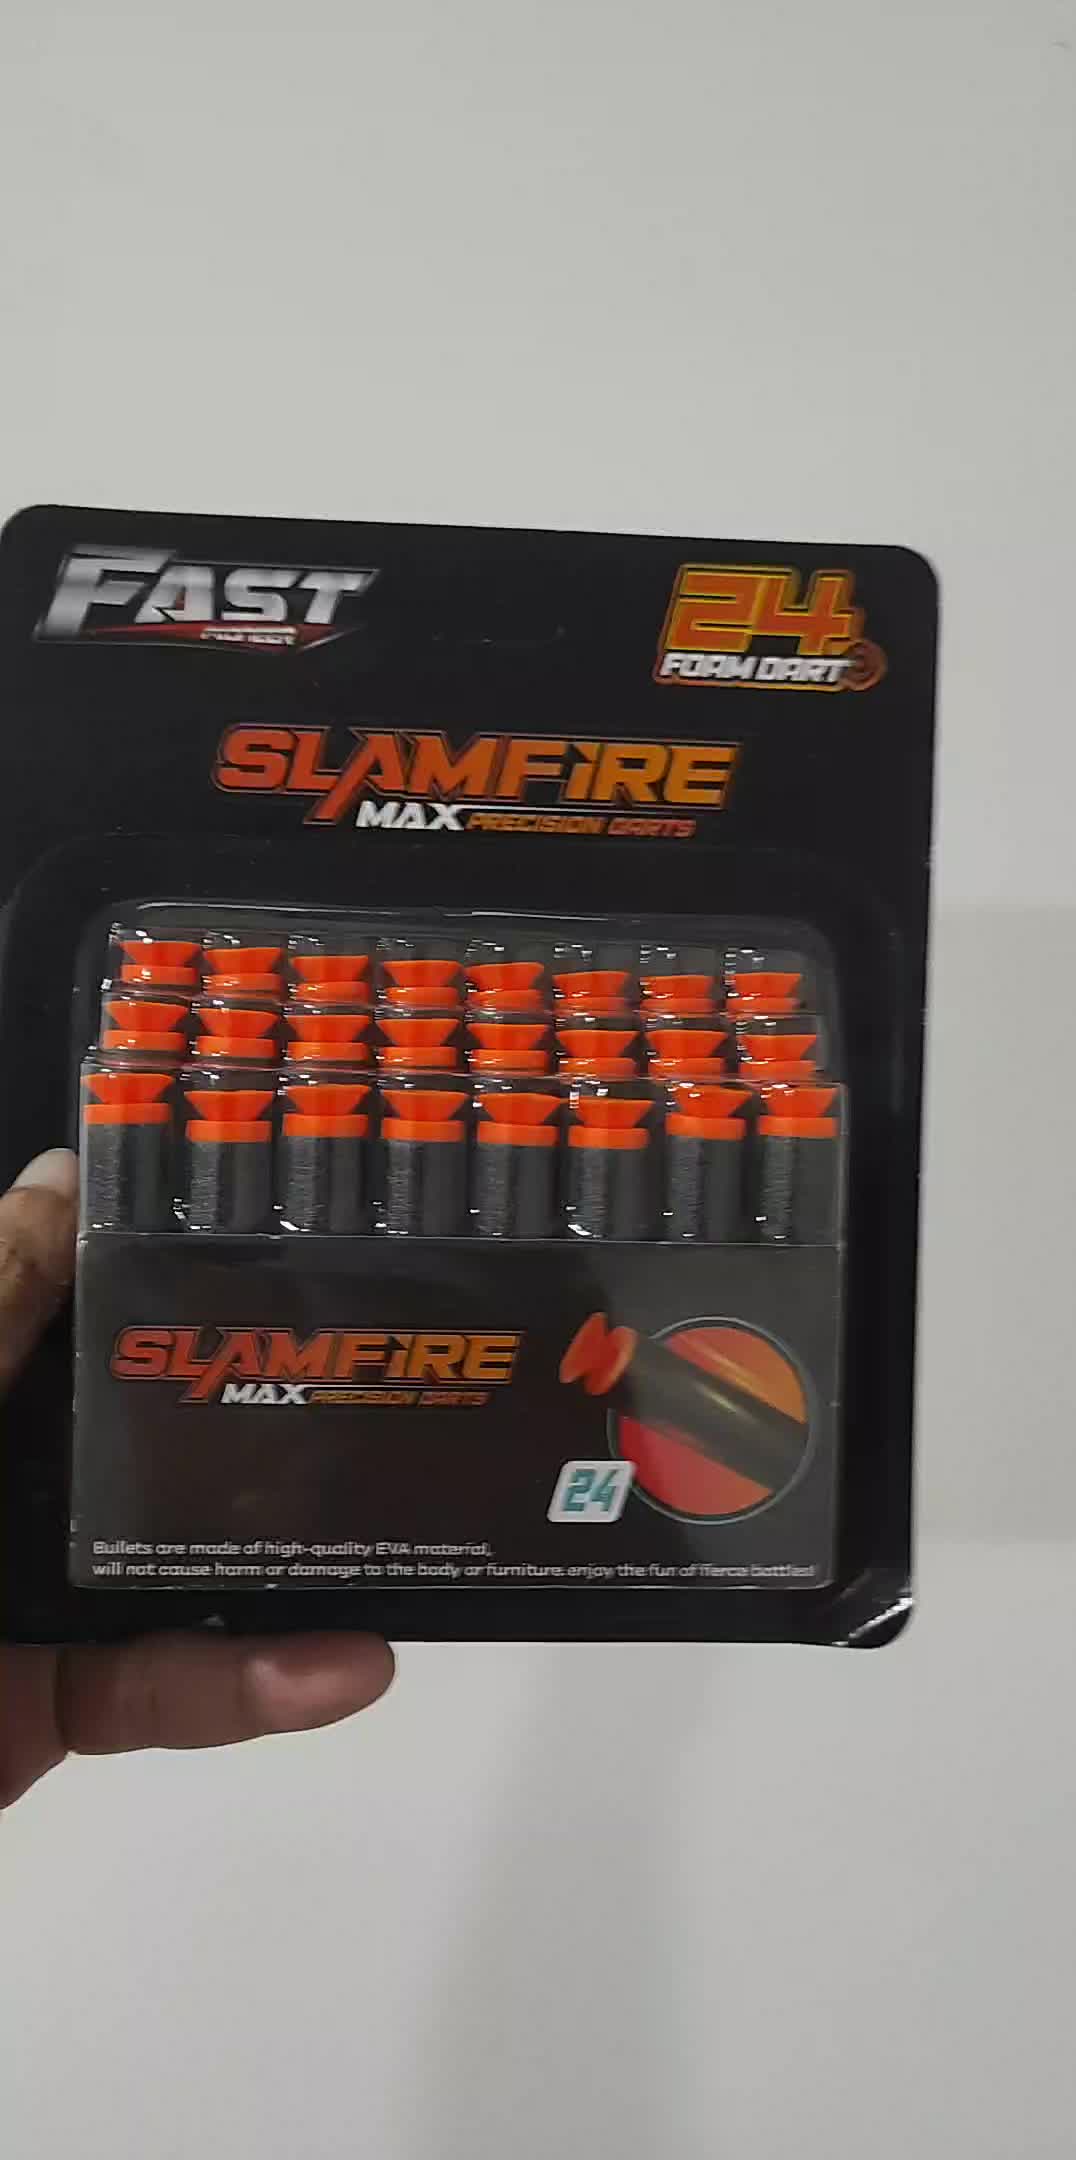 FAST
PIONEER
24
FOAM DART
SLAMFIRE
MAX PRECISION DARTS
SLAMFIRE
MAX PRECISION DARTS
24
Bullets are made of high-quality EVA material,
will not cause harm or damage to the body or furniture. enjoy the fun of fierce battles!